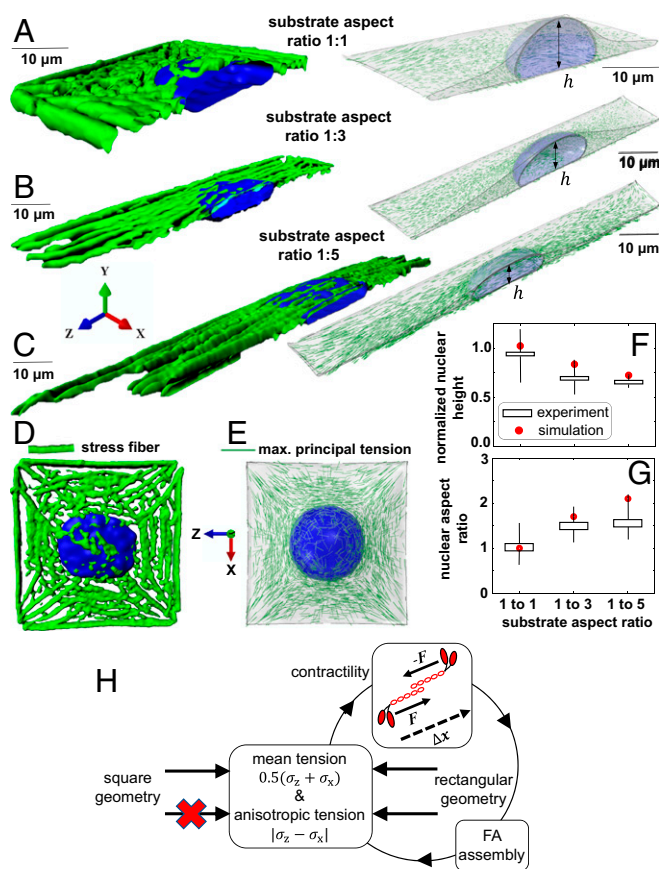 A
substrate aspect
ratio 1:1
10 μm
h
10 μm
substrate aspect
ratio 1:3
B
10 μm
h
10 μm
substrate aspect
ratio 1:5
Y
Z
X
C
10 μm
h
10 μm
F
normalized nuclear
height
1.0
0.5
0.0
experiment
simulation
D
stress fiber
E
max. principal tension
Z
X
G
nuclear aspect
ratio
3
2
1
0
1 to 1
1 to 3
1 to 5
substrate aspect ratio
H
contractility
-F
F
Δx
square
geometry
mean tension
0.5(σz + σx)
&
anisotropic tension
|σz − σx|
rectangular
geometry
FA
assembly